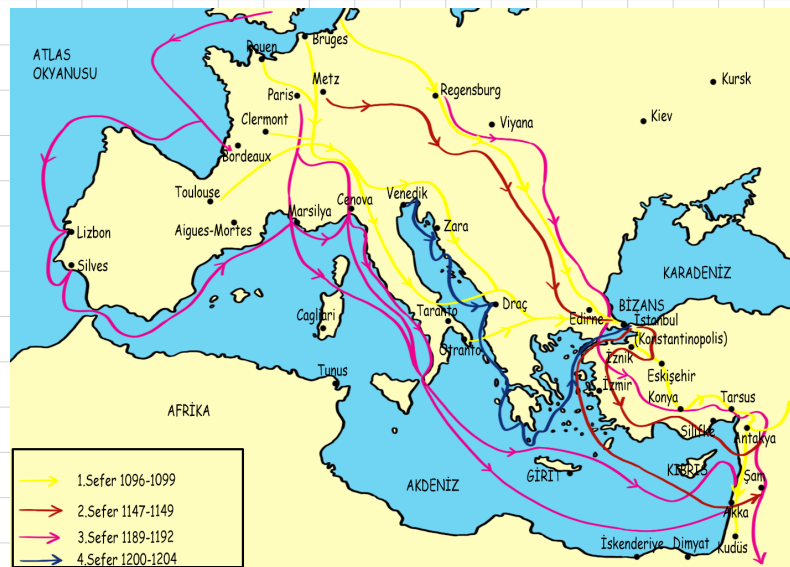 ATLAS
OKYANUSU
Rouen
Bruges
Metz
Paris
Regensburg
Kursk
Clermont
Viyana
Kiev
Bordeaux
Toulouse
Venedik
Cenova
Marsilya
Aigues-Mortes
Zara
Lizbon
Silves
KARADENİZ
Cagliari
Taranto
Draç
Edirne
BİZANS
İstanbul
(Konstantinopolis)
Otranto
İznik
Eskişehir
Tunus
İzmir
Konya
Tarsus
AFRİKA
Silifke
Antakya
GİRİT
KIBRIS
Şam
AKDENİZ
Akka
İskenderiye
Dimyat
Kudüs
1.Sefer 1096-1099
2.Sefer 1147-1149
3.Sefer 1189-1192
4.Sefer 1200-1204